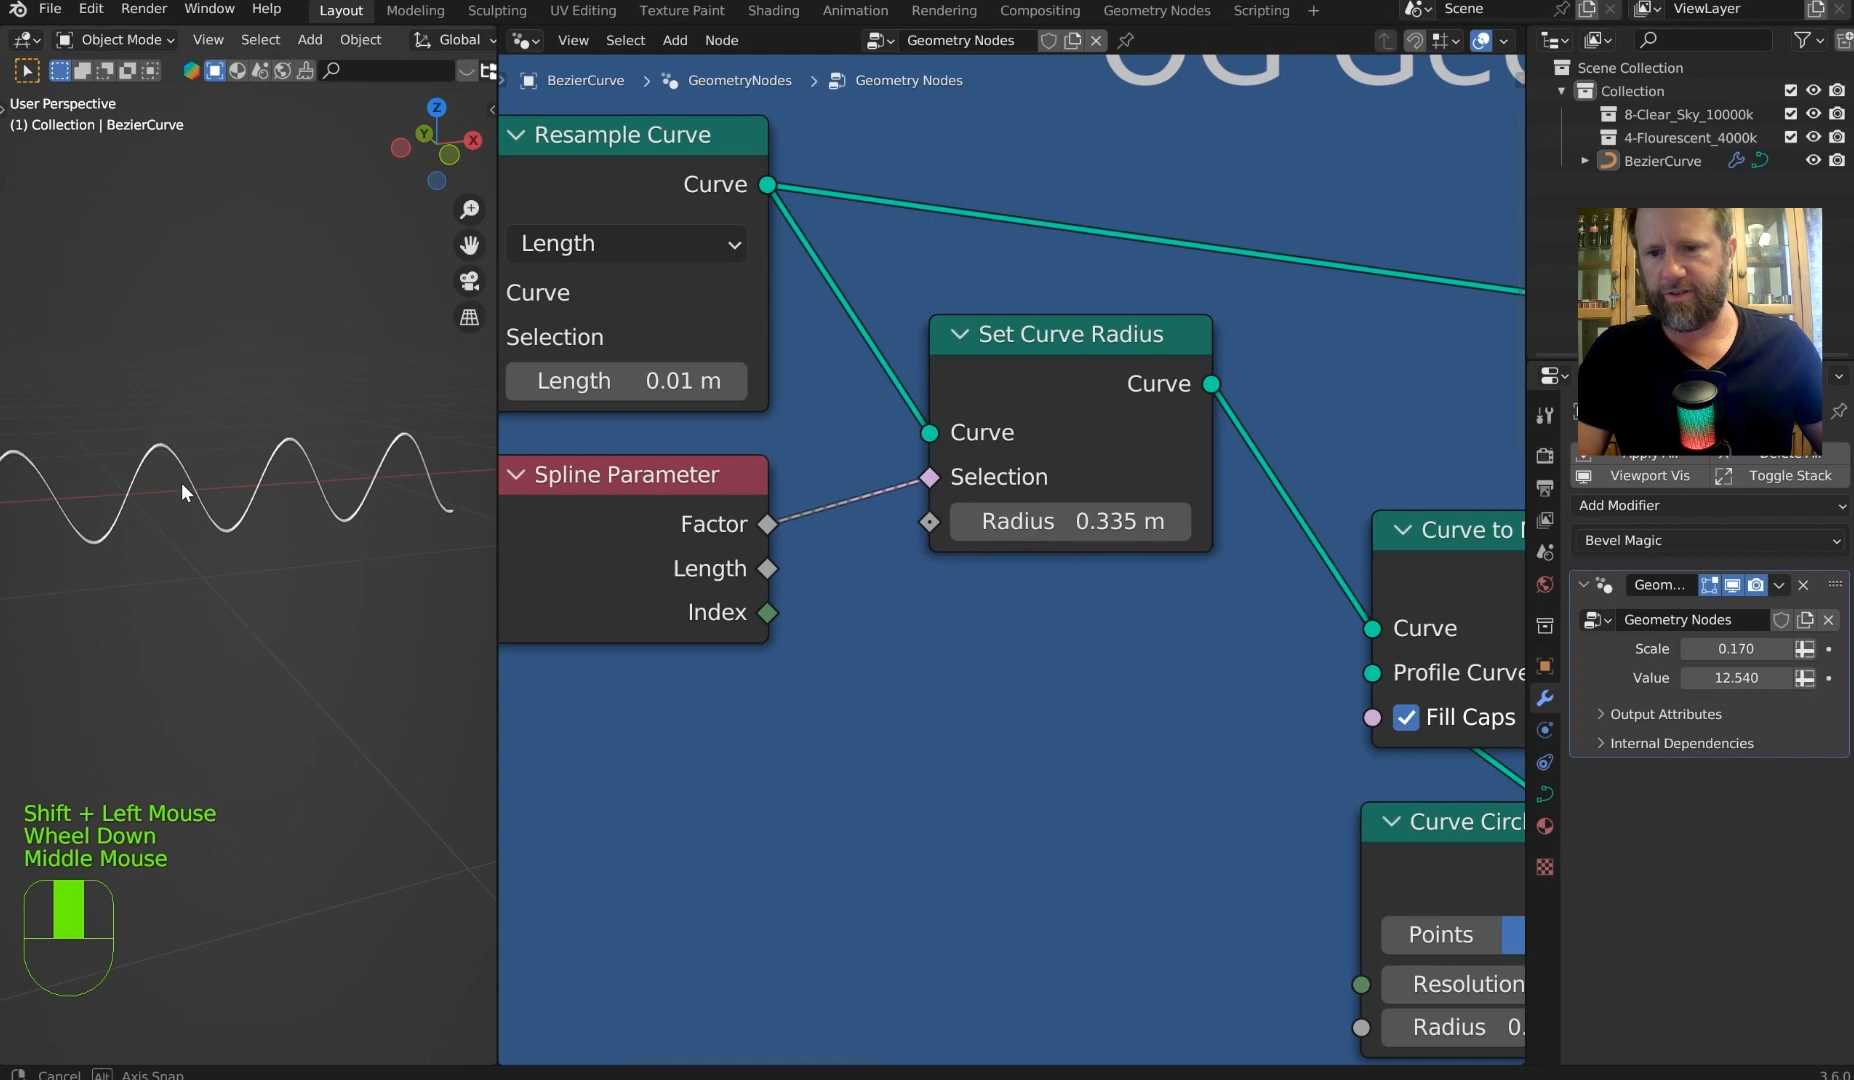 File Edit Render Window Help Layout Modeling Sculpting UV Editing Texture Paint Shading Animation Rendering Compositing Geometry Nodes Scripting + Scene ViewLayer
Object Mode View Select Add Object Global View Select Add Node Geometry Nodes
BezierCurve > GeometryNodes > Geometry Nodes
User Perspective
(1) Collection | BezierCurve
Z
Y
X
Resample Curve
Curve
Length
Curve
Selection
Length 0.01 m
Spline Parameter
Factor
Length
Index
Set Curve Radius
Curve
Curve
Selection
Radius 0.335 m
Curve to
Curve
Profile Curve
Fill Caps
Curve Circ
Points
Resolution
Radius 0.
Scene Collection
Collection
8-Clear_Sky_10000k
4-Flourescent_4000k
BezierCurve
Viewport Vis Toggle Stack
Add Modifier
Bevel Magic
Geom...
Geometry Nodes
Scale 0.170
Value 12.540
Output Attributes
Internal Dependencies
Shift + Left Mouse
Wheel Down
Middle Mouse
Cancel Alt Axis Snap
3.6.0